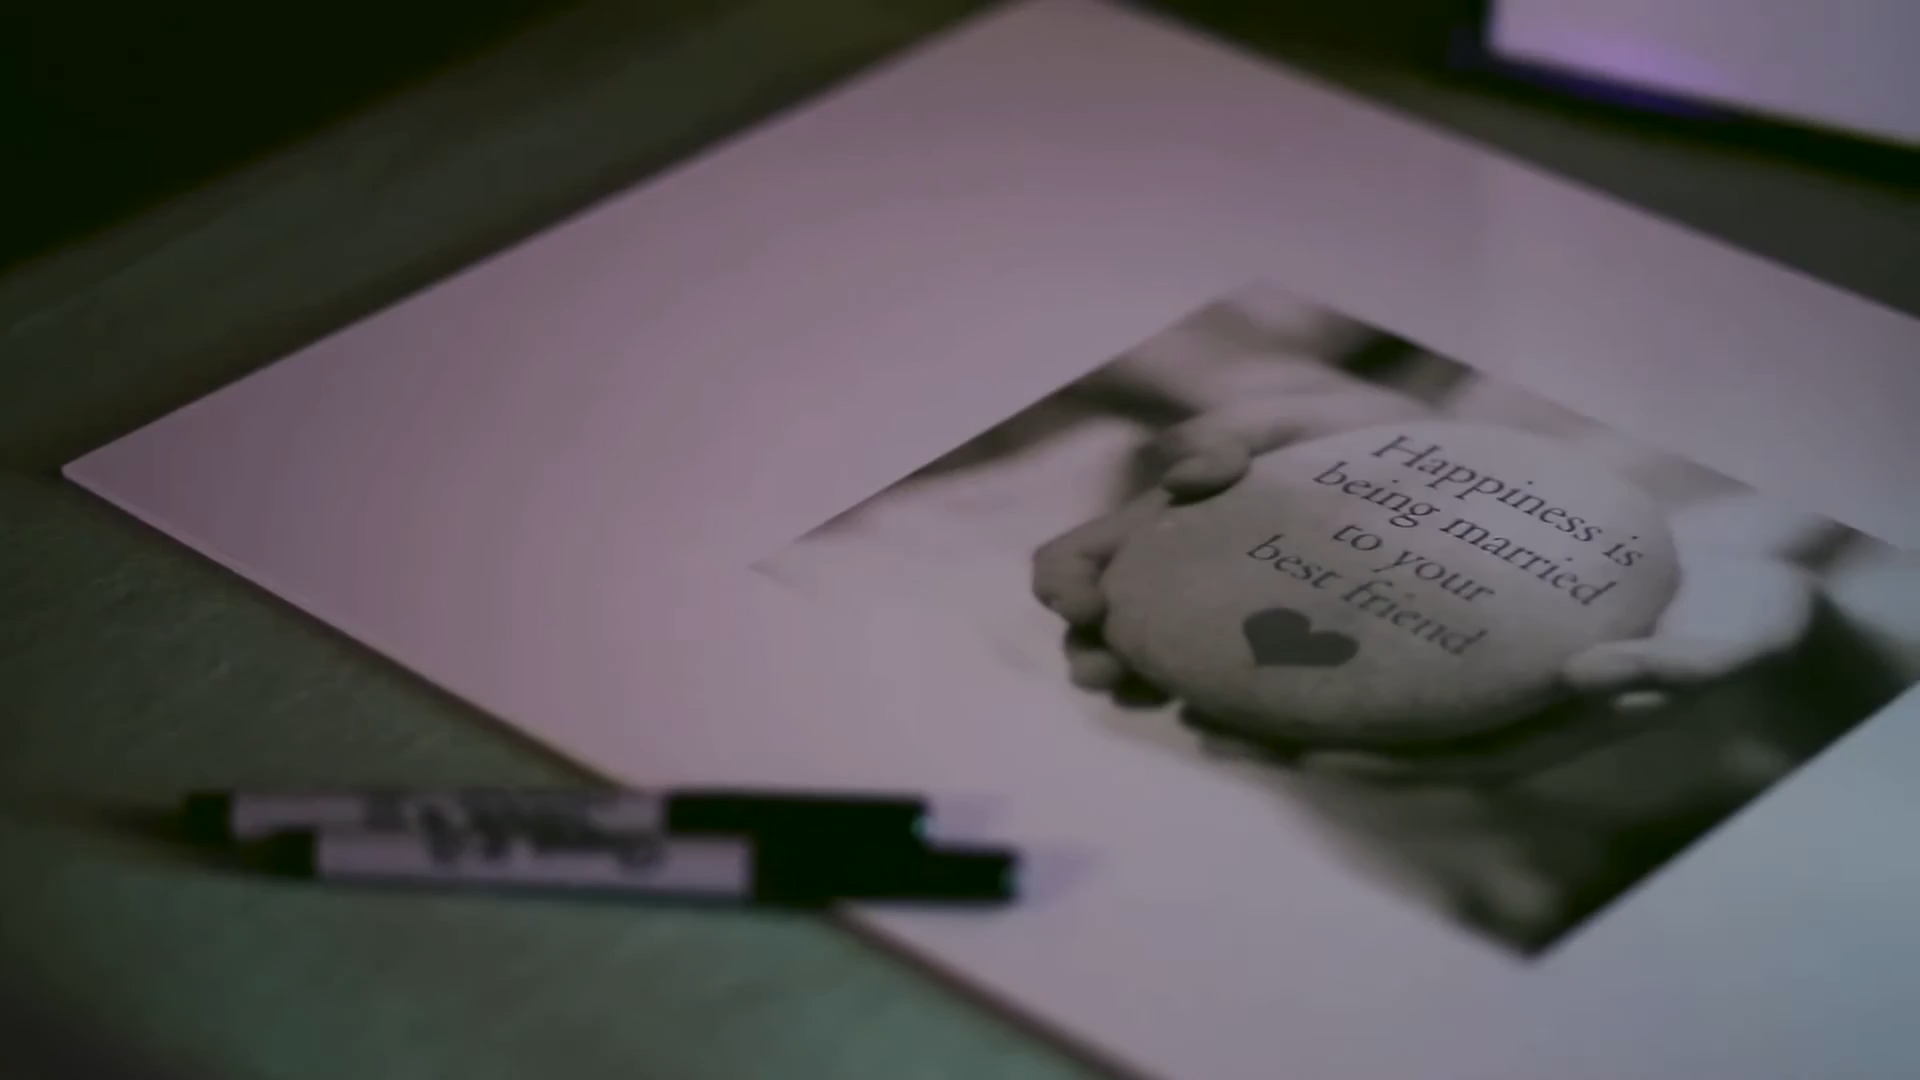 Happiness is
being married
to your
best friend